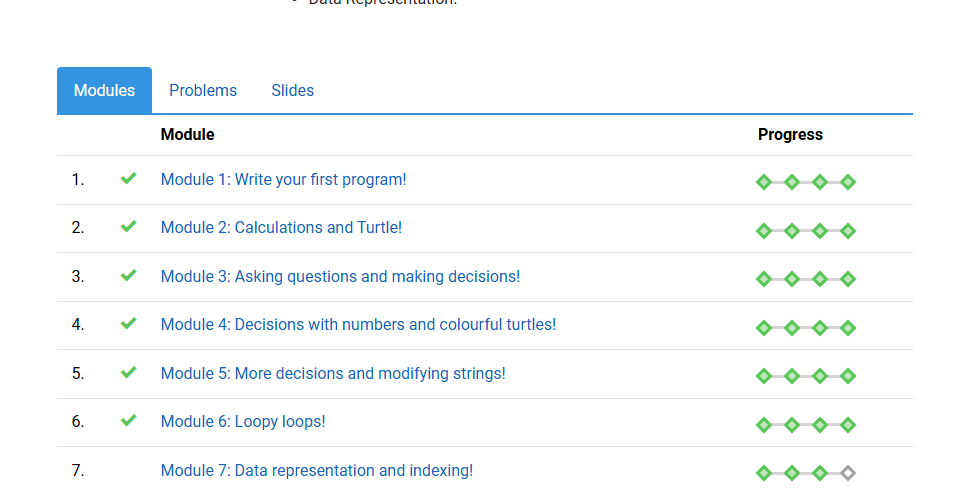 Data Representation.
Modules Problems Slides
Module Progress
1. Module 1: Write your first program!
2. Module 2: Calculations and Turtle!
3. Module 3: Asking questions and making decisions!
4. Module 4: Decisions with numbers and colourful turtles!
5. Module 5: More decisions and modifying strings!
6. Module 6: Loopy loops!
7. Module 7: Data representation and indexing!